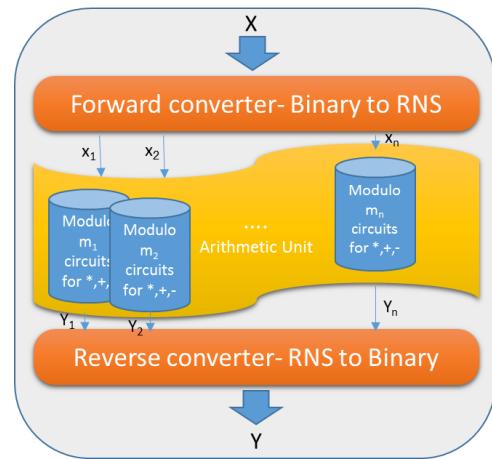 X
Forward converter- Binary to RNS
x₁ x₂ xₙ
Modulo
m₁
circuits
for *,+,
Modulo
m₂
circuits
for *,+,-
....
Arithmetic Unit
Modulo
mₙ
circuits
for *,+,-
Y₁ Y₂ Yₙ
Reverse converter- RNS to Binary
Y